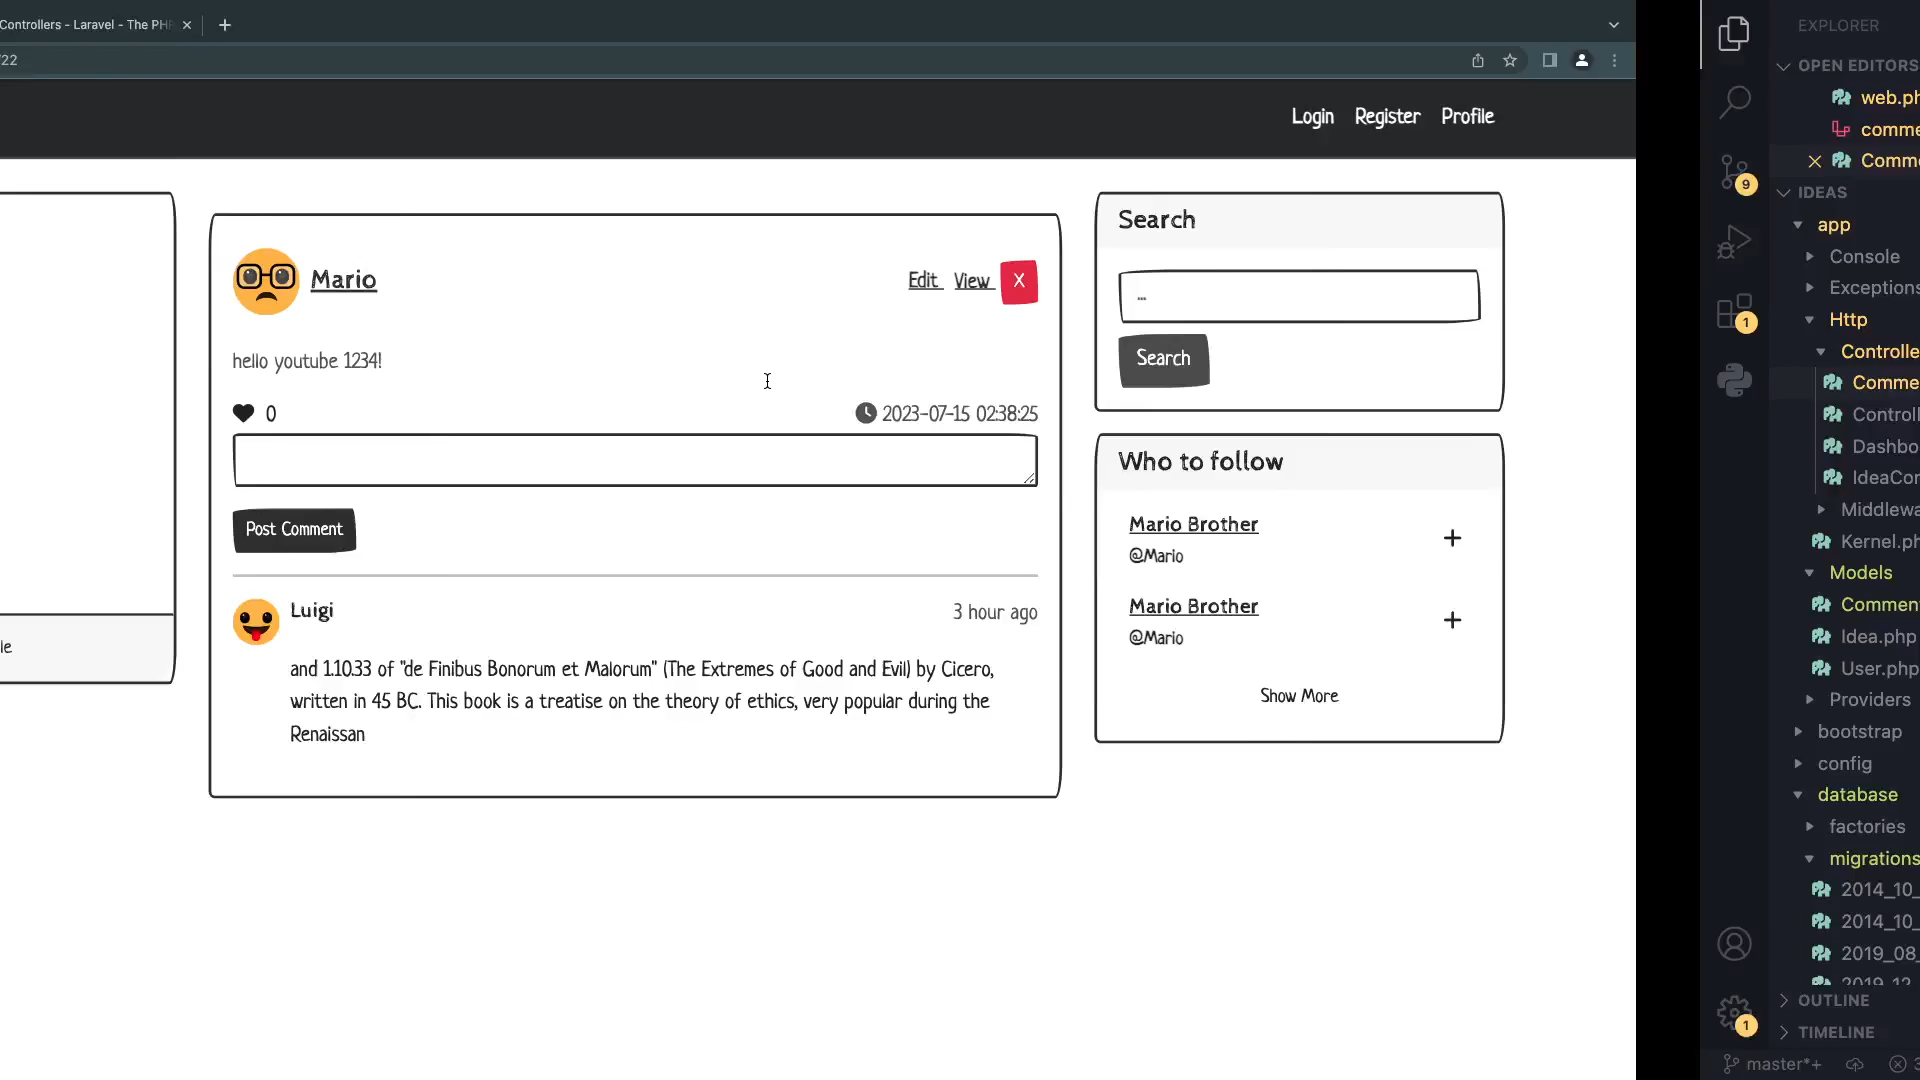 Controllers - Laravel - The PH
22
Login Register Profile
Mario
Edit View X
hello youtube 1234!
0
2023-07-15 02:38:25
Post Comment
Luigi
3 hour ago
and 1.10.33 of "de Finibus Bonorum et Malorum" (The Extremes of Good and Evil) by Cicero,
written in 45 BC. This book is a treatise on the theory of ethics, very popular during the
Renaissan
le
Search
...
Search
Who to follow
Mario Brother
@Mario
Mario Brother
@Mario
Show More
EXPLORER
OPEN EDITORS
web.ph
comme
Comme
IDEAS
app
Console
Exceptions
Http
Controlle
Comme
Controll
Dashbo
IdeaCon
Middlewa
Kernel.ph
Models
Commen
Idea.php
User.php
Providers
bootstrap
config
database
factories
migrations
2014_10_
2014_10_
2019_08_
2019_12
OUTLINE
TIMELINE
master*+
9
1
1